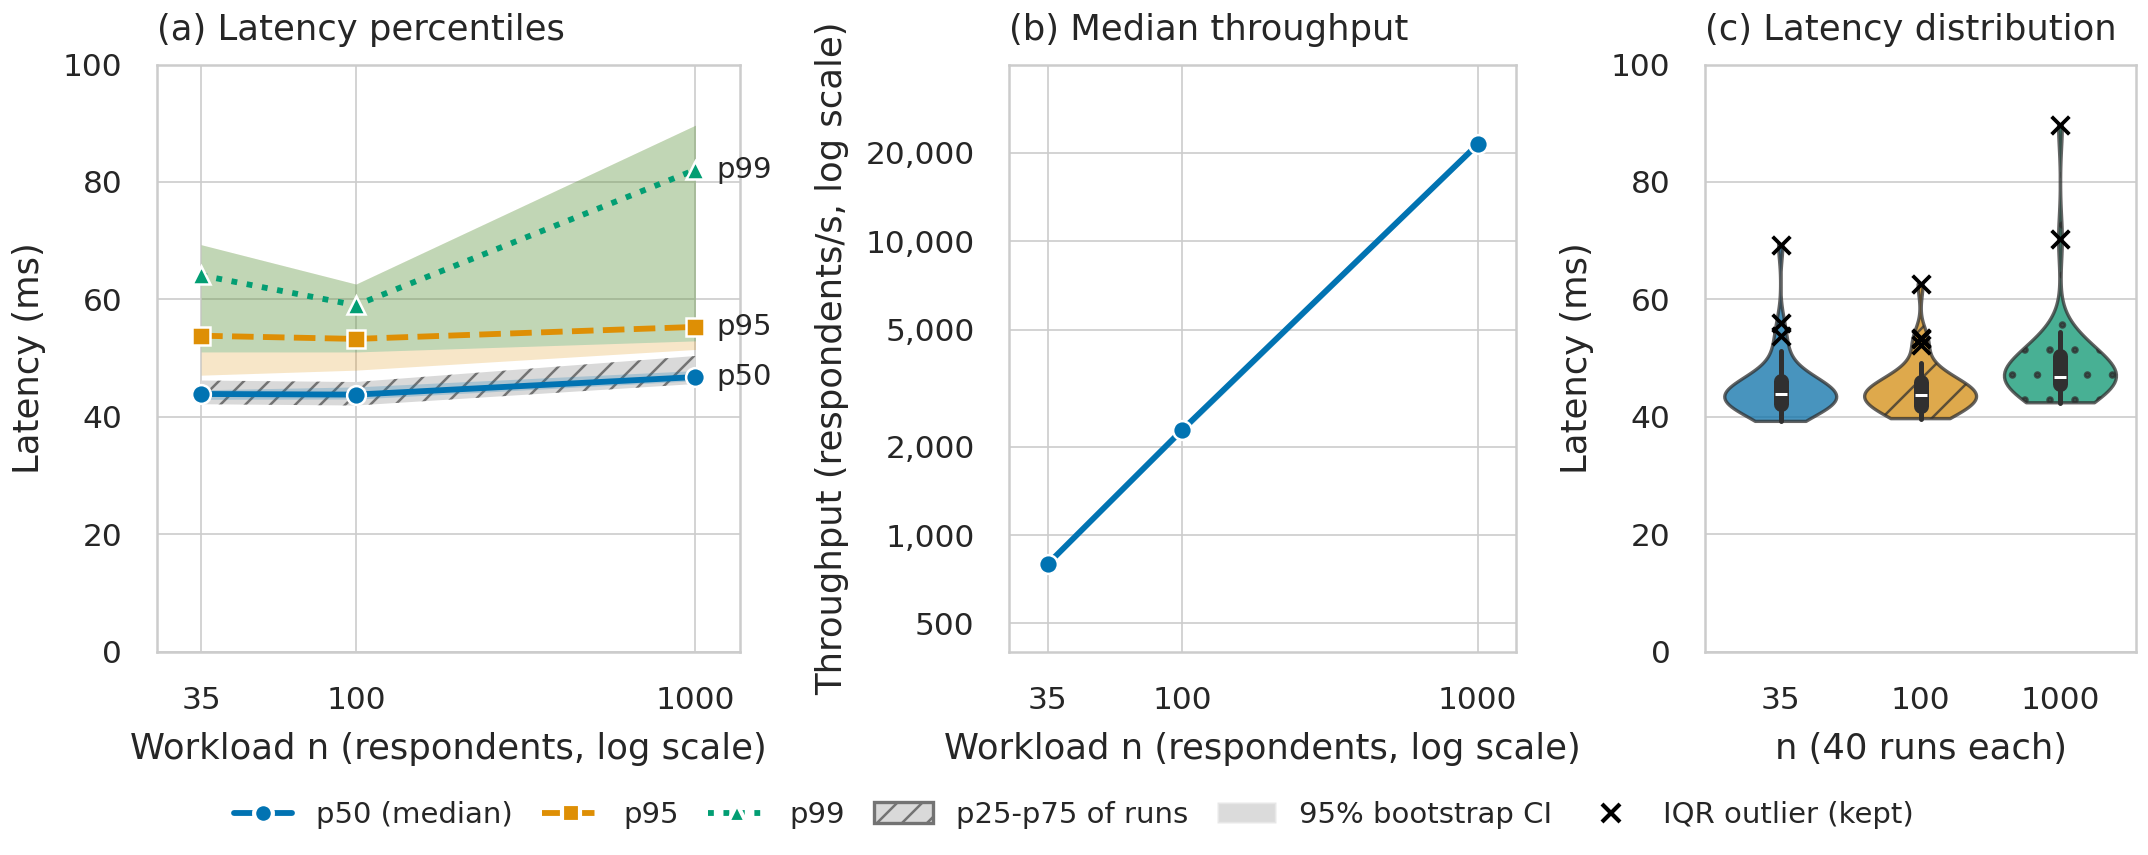 (a) Latency percentiles
Latency (ms)
100
80
60
40
20
0
p99
p95
p50
35
100
1000
Workload n (respondents, log scale)
(b) Median throughput
Throughput (respondents/s, log scale)
20,000
10,000
5,000
2,000
1,000
500
35
100
1000
Workload n (respondents, log scale)
(c) Latency distribution
Latency (ms)
100
80
60
40
20
0
35
100
1000
n (40 runs each)
p50 (median)
p95
p99
p25-p75 of runs
95% bootstrap CI
IQR outlier (kept)